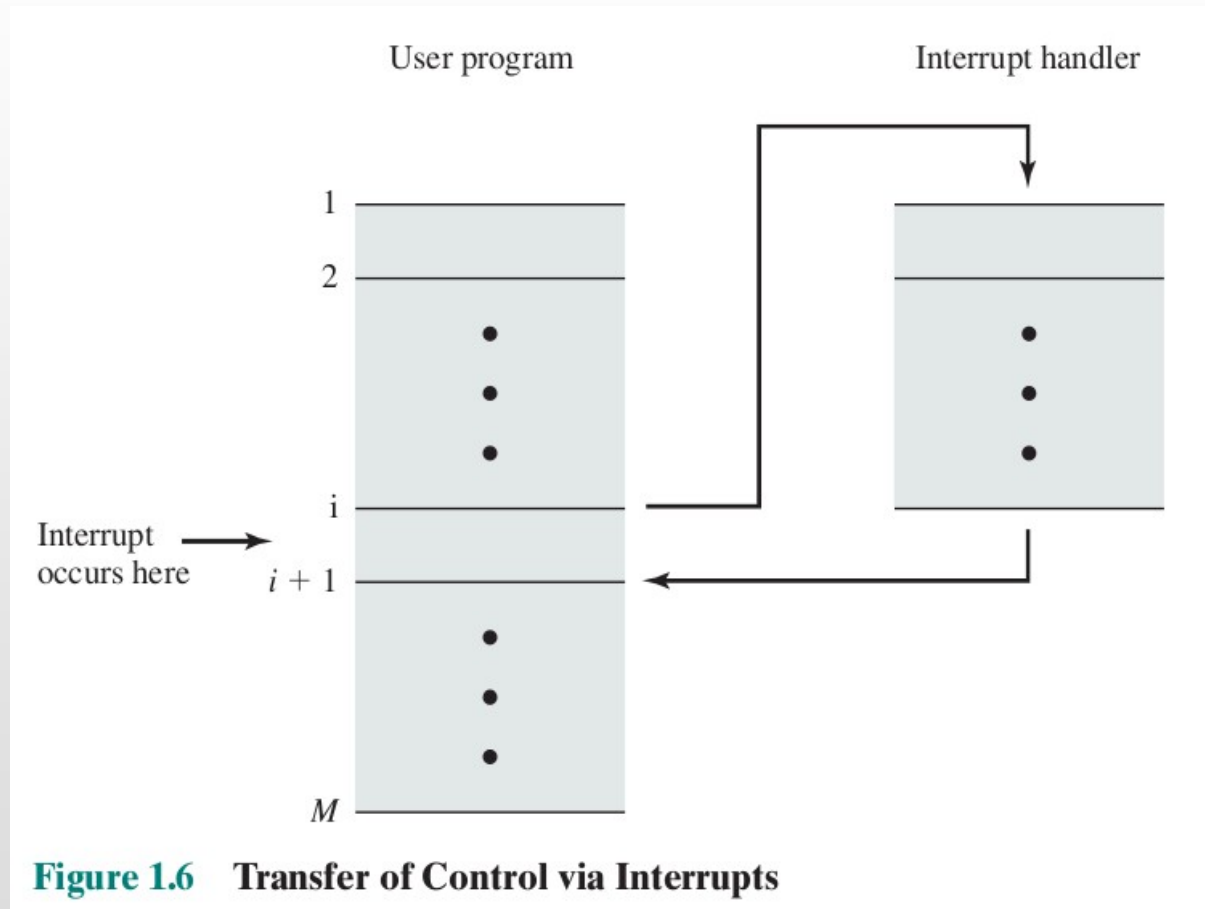 User program
Interrupt handler
1
2
i
Interrupt
occurs here
i + 1
M
Figure 1.6 Transfer of Control via Interrupts